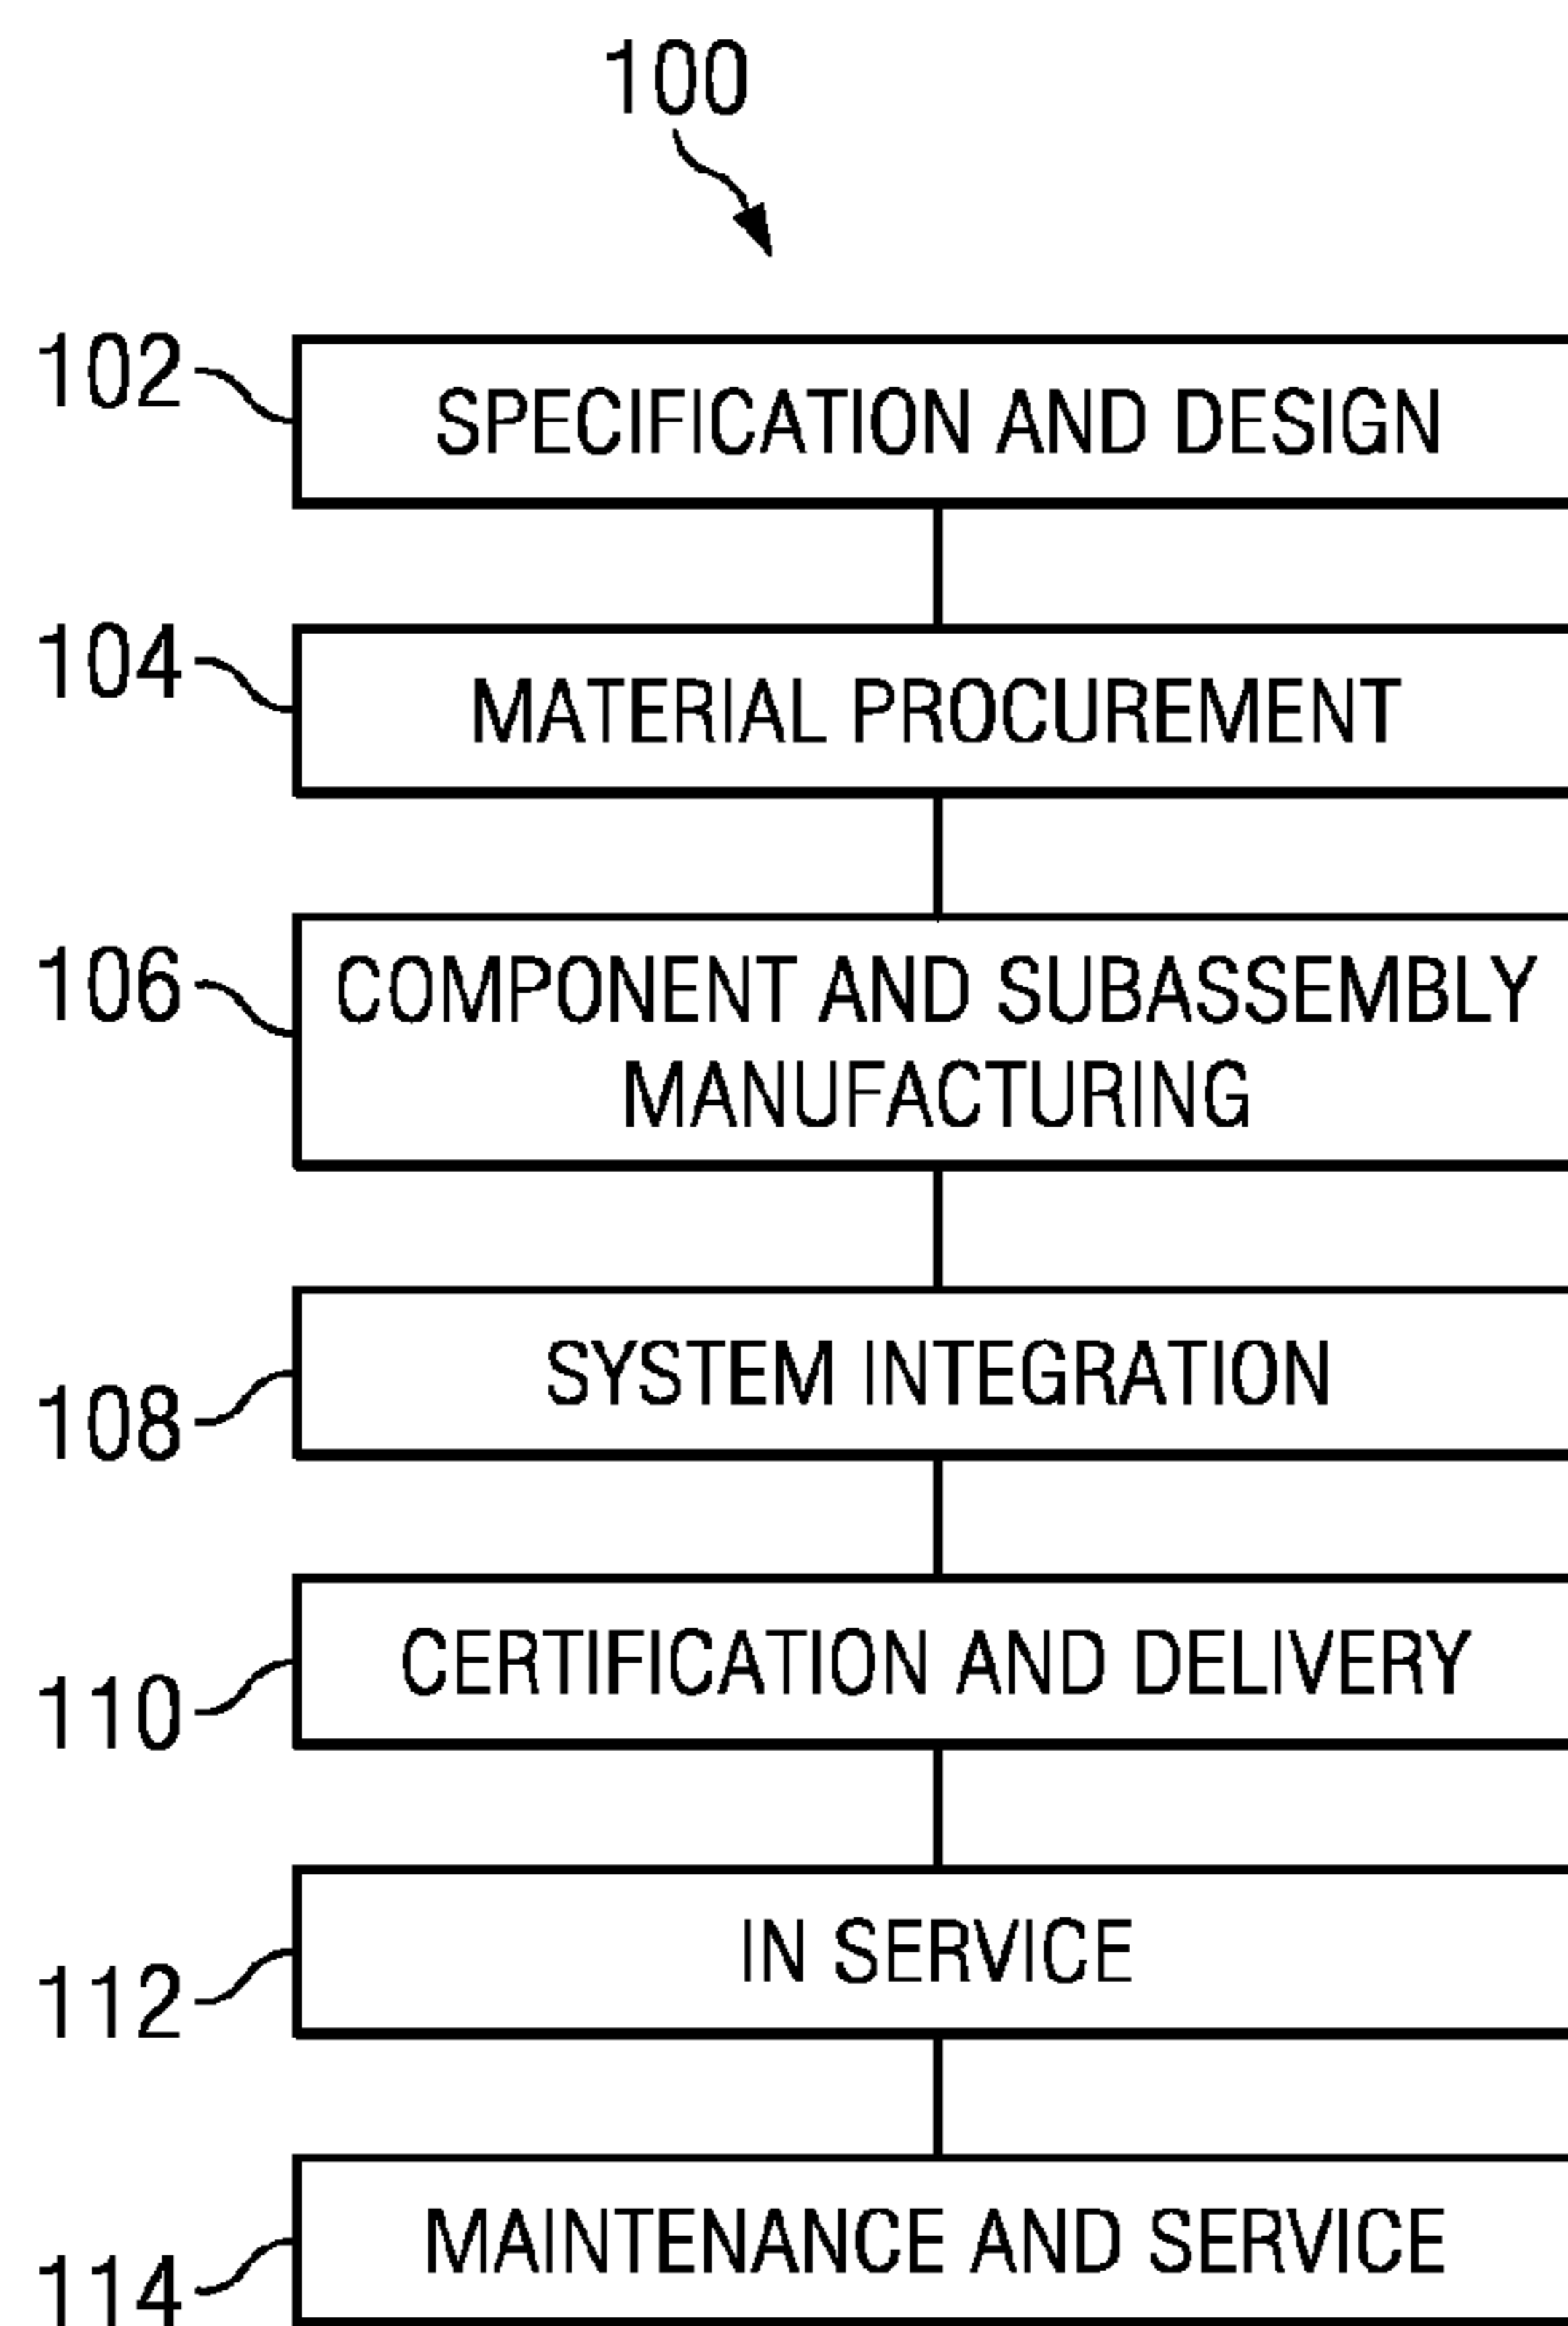 100
102
SPECIFICATION AND DESIGN
104
MATERIAL PROCUREMENT
106
COMPONENT AND SUBASSEMBLY
MANUFACTURING
108
SYSTEM INTEGRATION
110
CERTIFICATION AND DELIVERY
112
IN SERVICE
114
MAINTENANCE AND SERVICE